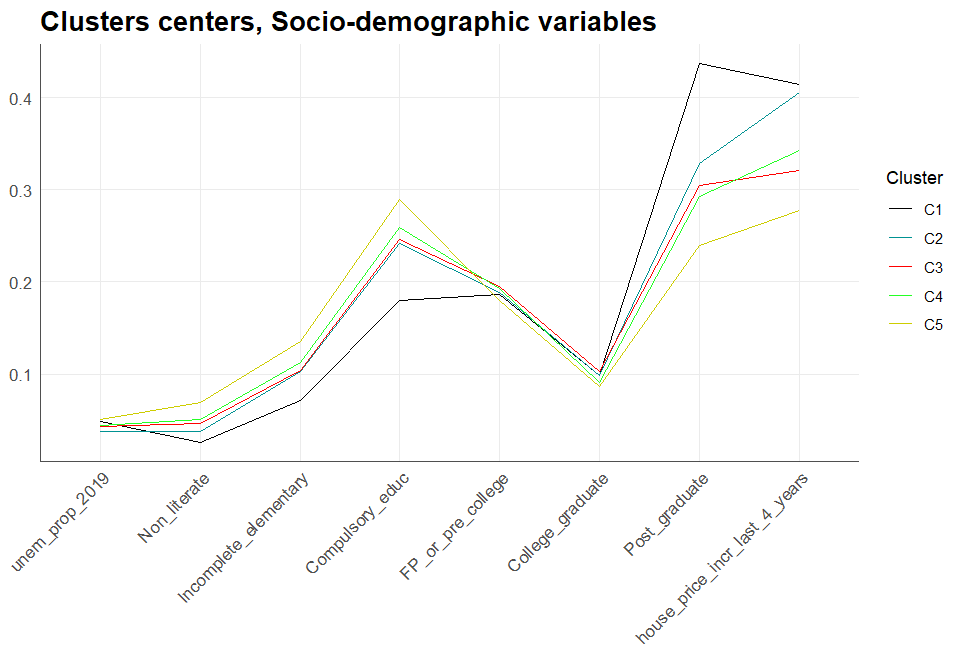 Clusters centers, Socio-demographic variables
0.4
0.3
0.2
0.1
unem_prop_2019
Non_literate
Incomplete_elementary
Compulsory_educ
FP_or_pre_college
College_graduate
Post_graduate
house_price_incr_last_4_years
Cluster
C1
C2
C3
C4
C5